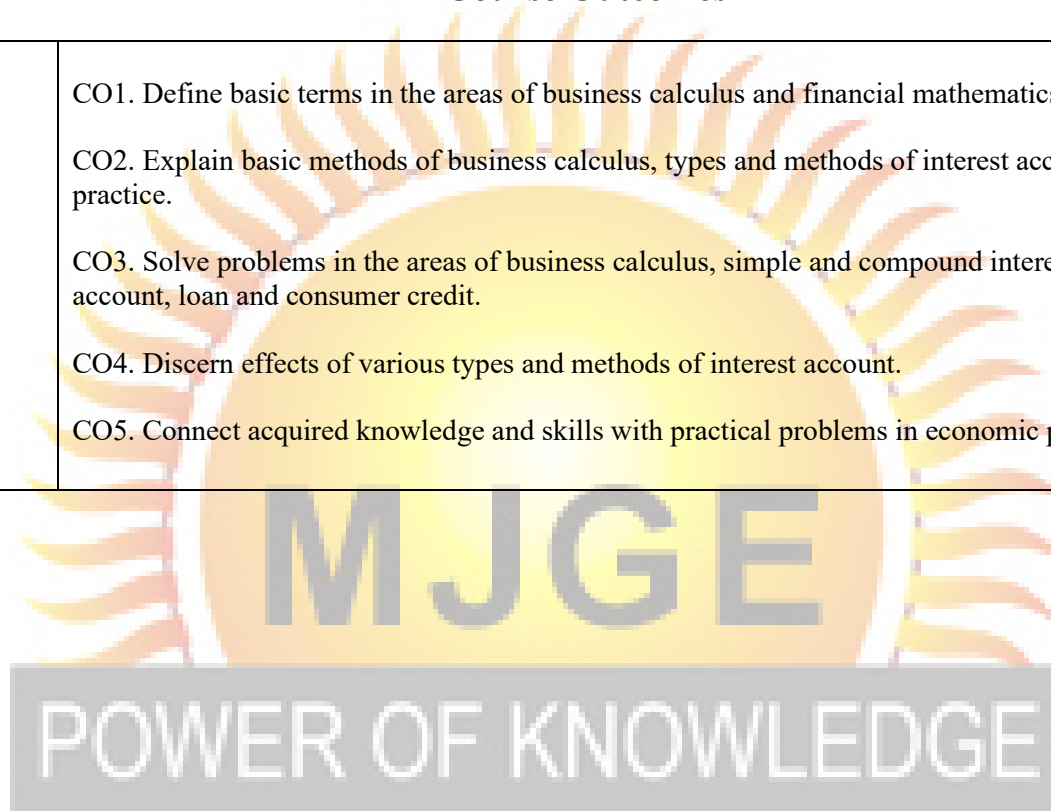 CO1. Define basic terms in the areas of business calculus and financial mathematics
CO2. Explain basic methods of business calculus, types and methods of interest acc
practice.
CO3. Solve problems in the areas of business calculus, simple and compound intere
account, loan and consumer credit.
CO4. Discern effects of various types and methods of interest account.
CO5. Connect acquired knowledge and skills with practical problems in economic p
MJGE
POWER OF KNOWLEDGE